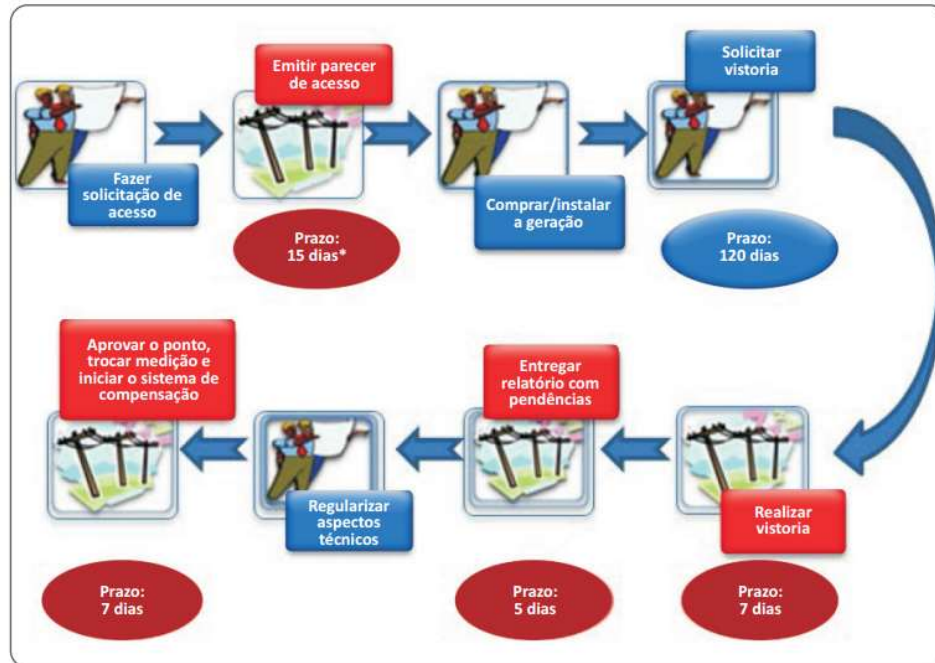 Fazer
solicitação de
acesso
Emitir parecer
de acesso
Prazo:
15 dias*
Comprar/instalar
a geração
Solicitar
vistoria
Prazo:
120 dias
Realizar
vistoria
Prazo:
7 dias
Entregar
relatório com
pendências
Prazo:
5 dias
Regularizar
aspectos
técnicos
Aprovar o ponto,
trocar medição e
iniciar o sistema de
compensação
Prazo:
7 dias